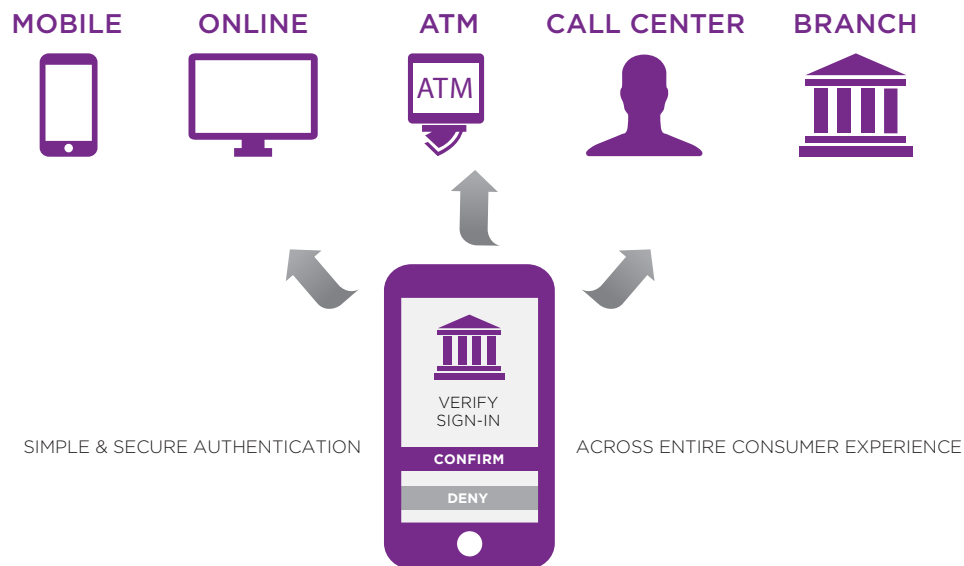 MOBILE
ONLINE
ATM
CALL CENTER
BRANCH
ATM
VERIFY
SIGN-IN
SIMPLE & SECURE AUTHENTICATION
ACROSS ENTIRE CONSUMER EXPERIENCE
CONFIRM
DENY